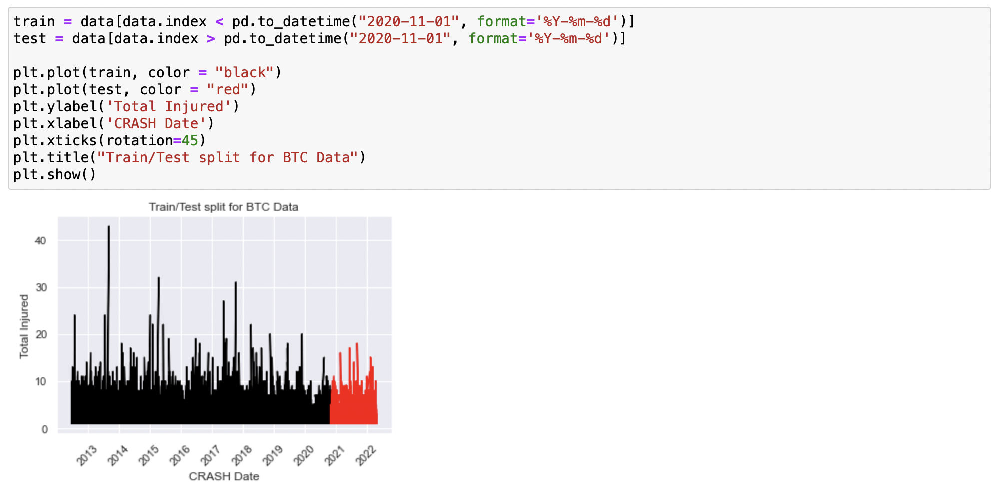 train = data[data.index < pd.to_datetime("2020-11-01", format='%Y-%m-%d')]
test = data[data.index > pd.to_datetime("2020-11-01", format='%Y-%m-%d')]
plt.plot(train, color = "black")
plt.plot(test, color = "red")
plt.ylabel('Total Injured')
plt.xlabel('CRASH Date')
plt.xticks(rotation=45)
plt.title("Train/Test split for BTC Data")
plt.show()
Train/Test split for BTC Data
40
30
20
10
0
Total Injured
2013 2014 2015 2016 2017 2018 2019 2020 2021 2022
CRASH Date